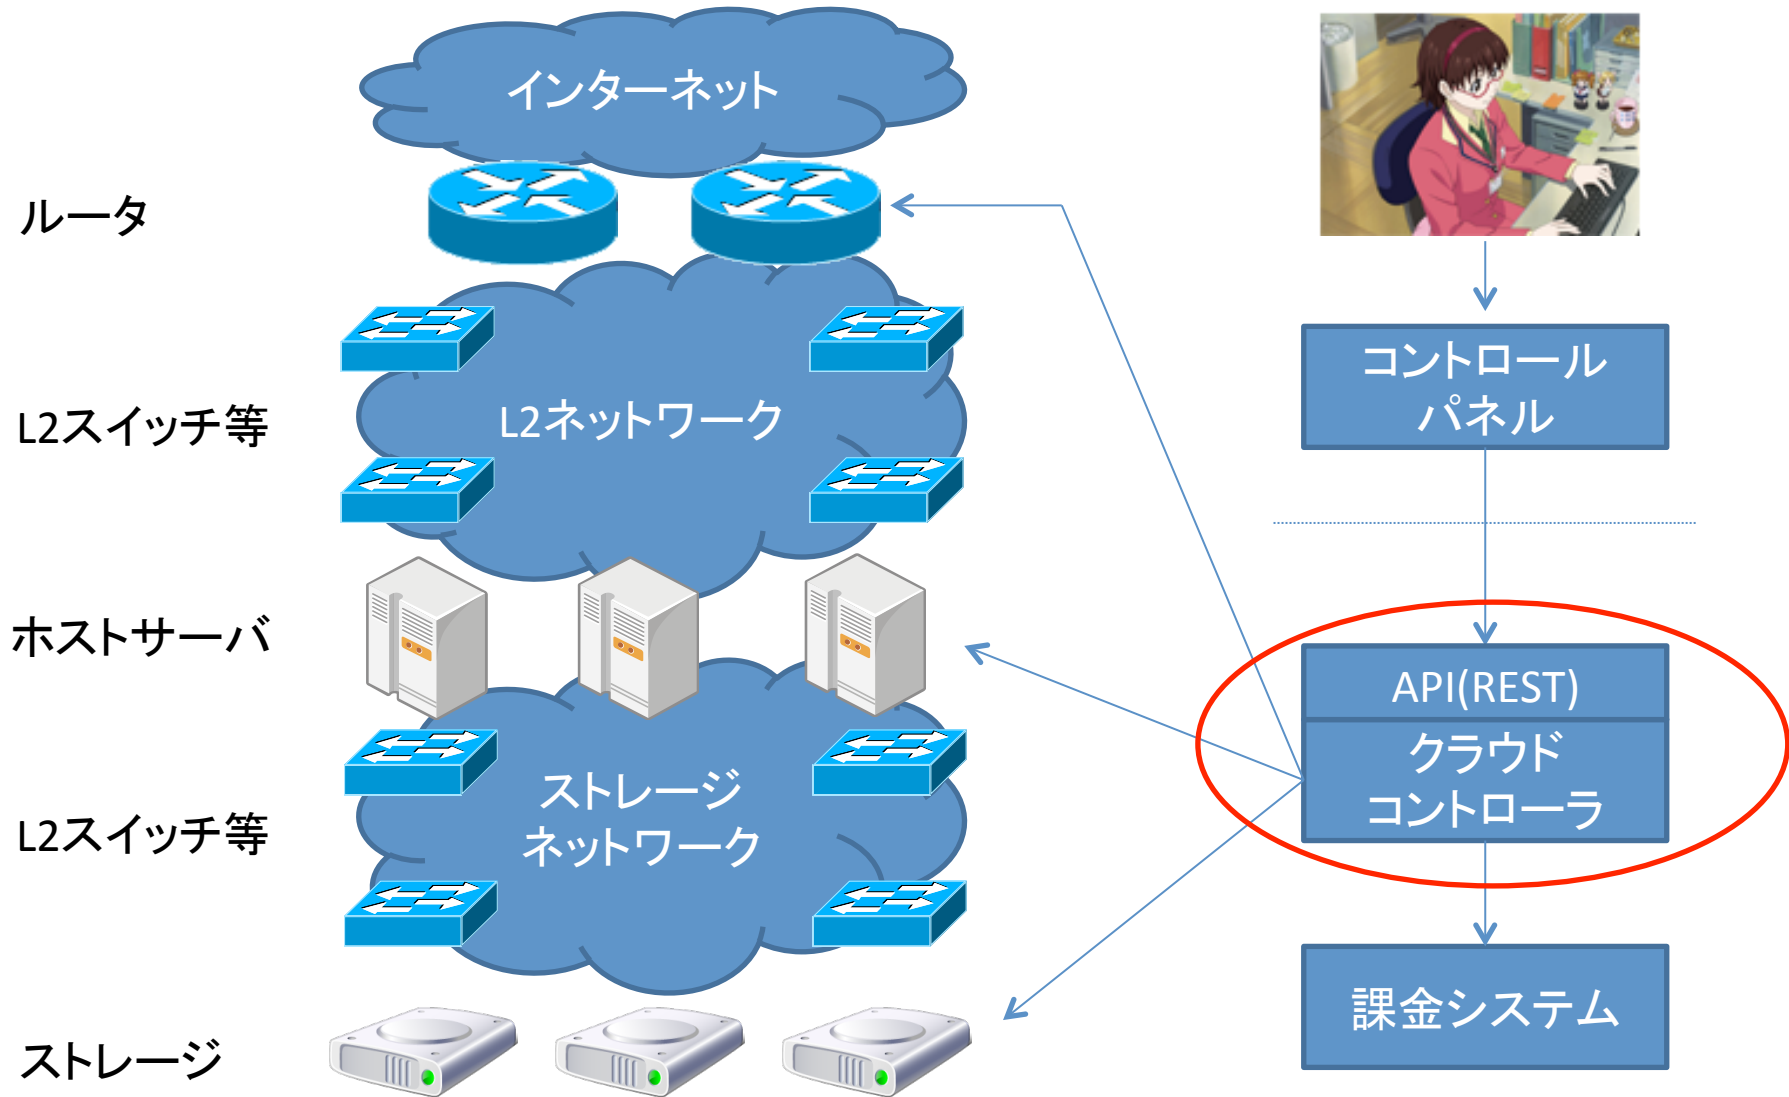 インターネット
ルータ
L2スイッチ等
L2ネットワーク
ホストサーバ
L2スイッチ等
ストレージ
ネットワーク
ストレージ
コントロール
パネル
API(REST)
クラウド
コントローラ
課金システム